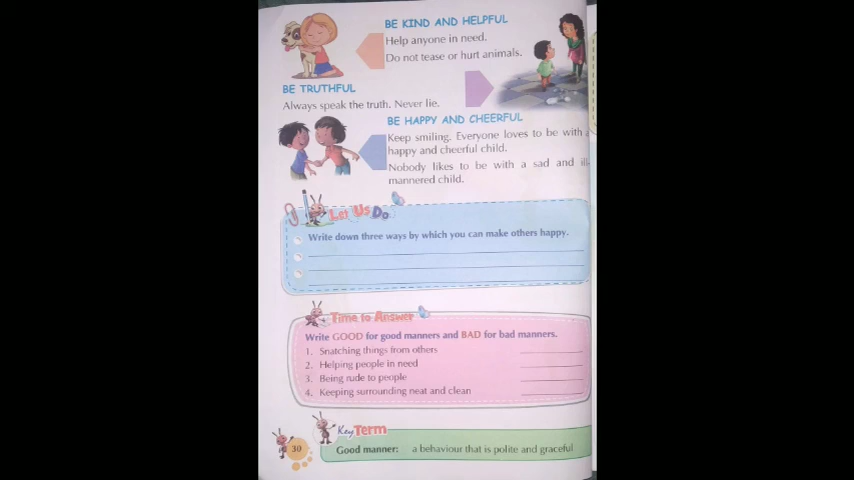 BE KIND AND HELPFUL
Help anyone in need.
Do not tease or hurt animals.
BE TRUTHFUL
Always speak the truth. Never lie.
BE HAPPY AND CHEERFUL
Keep smiling. Everyone loves to be with a
happy and cheerful child.
Nobody likes to be with a sad and ill
mannered child.
Let Us Do
Write down three ways by which you can make others happy.
Time to Answer
Write GOOD for good manners and BAD for bad manners.
1. Snatching things from others
2. Helping people in need
3. Being rude to people
4. Keeping surrounding neat and clean
Key Term
Good manner: a behaviour that is polite and graceful
30